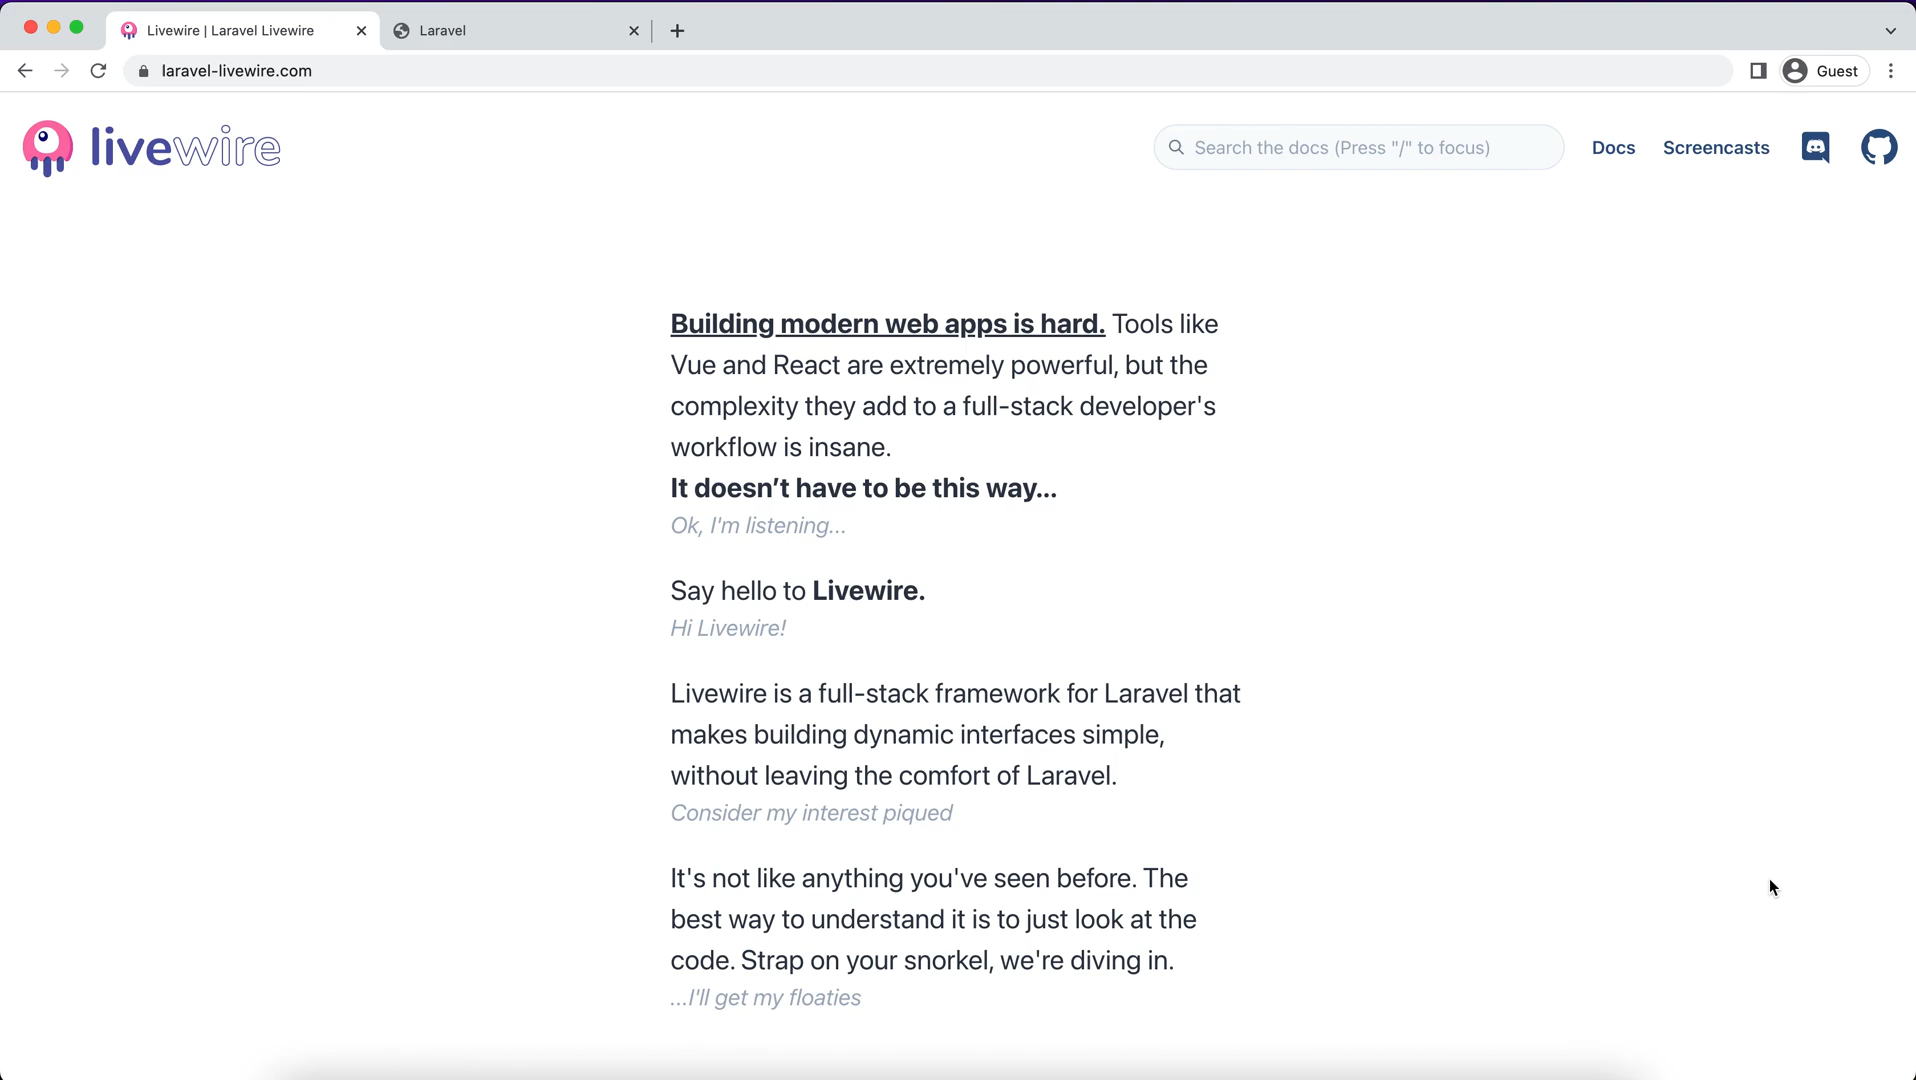 Livewire | Laravel Livewire
Laravel
laravel-livewire.com
Guest
livewire
Search the docs (Press "/" to focus)
Docs
Screencasts
Building modern web apps is hard. Tools like
Vue and React are extremely powerful, but the
complexity they add to a full-stack developer's
workflow is insane.
It doesn’t have to be this way...
Ok, I'm listening...
Say hello to Livewire.
Hi Livewire!
Livewire is a full-stack framework for Laravel that
makes building dynamic interfaces simple,
without leaving the comfort of Laravel.
Consider my interest piqued
It's not like anything you've seen before. The
best way to understand it is to just look at the
code. Strap on your snorkel, we're diving in.
...I'll get my floaties